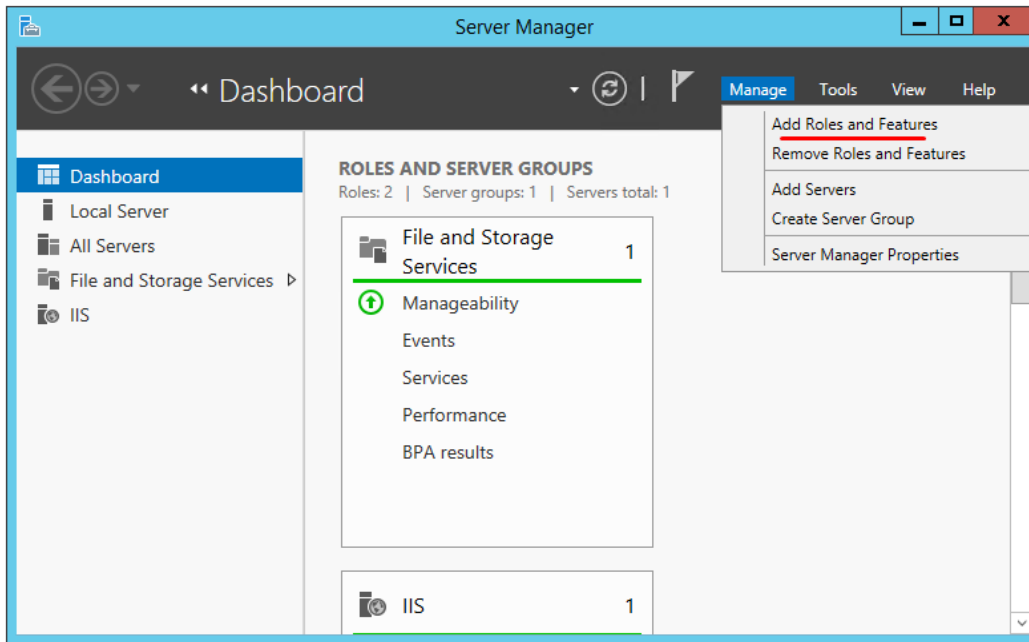 Server Manager
Dashboard
Manage Tools View Help
Add Roles and Features
Remove Roles and Features
Add Servers
Create Server Group
Server Manager Properties
Dashboard
Local Server
All Servers
File and Storage Services
IIS
ROLES AND SERVER GROUPS
Roles: 2 | Server groups: 1 | Servers total: 1
File and Storage
Services
1
Manageability
Events
Services
Performance
BPA results
IIS 1